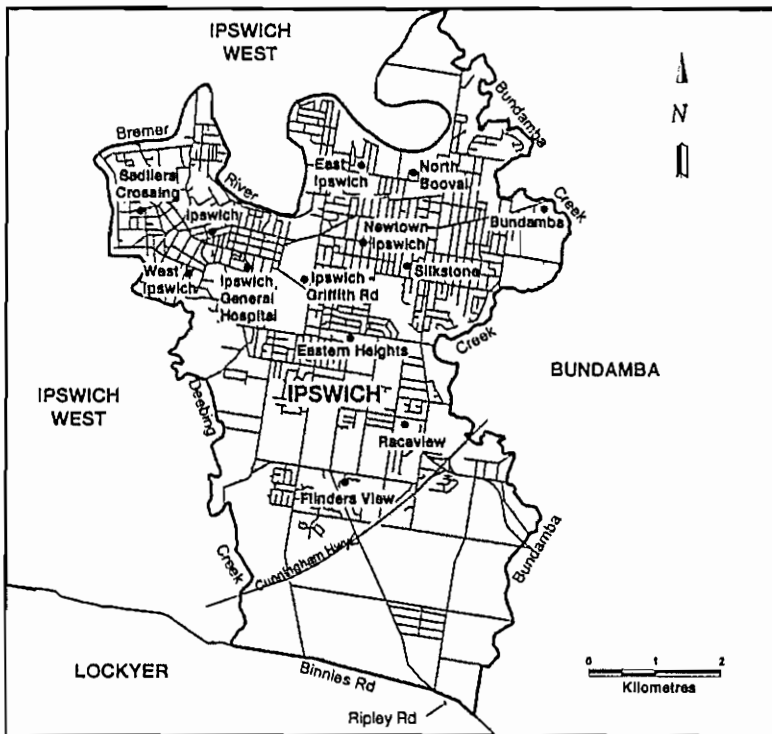 IPSWICH
WEST
Bundamba
N
Bremer
River
East
Ipswich
North
Booval
Sadliers
Crossing
Ipswich
Newtown
Ipswich
Bundamba
Creek
West
Ipswich
Ipswich
General
Hospital
Ipswich
Griffith Rd
Silkstone
Eastern Heights
Creek
BUNDAMBA
IPSWICH
WEST
Deebing
IPSWICH
Raceview
Flinders View
Cunningham Hwy
Creek
Bundamba
LOCKYER
Binnies Rd
Ripley Rd
0 1 2
Kilometres